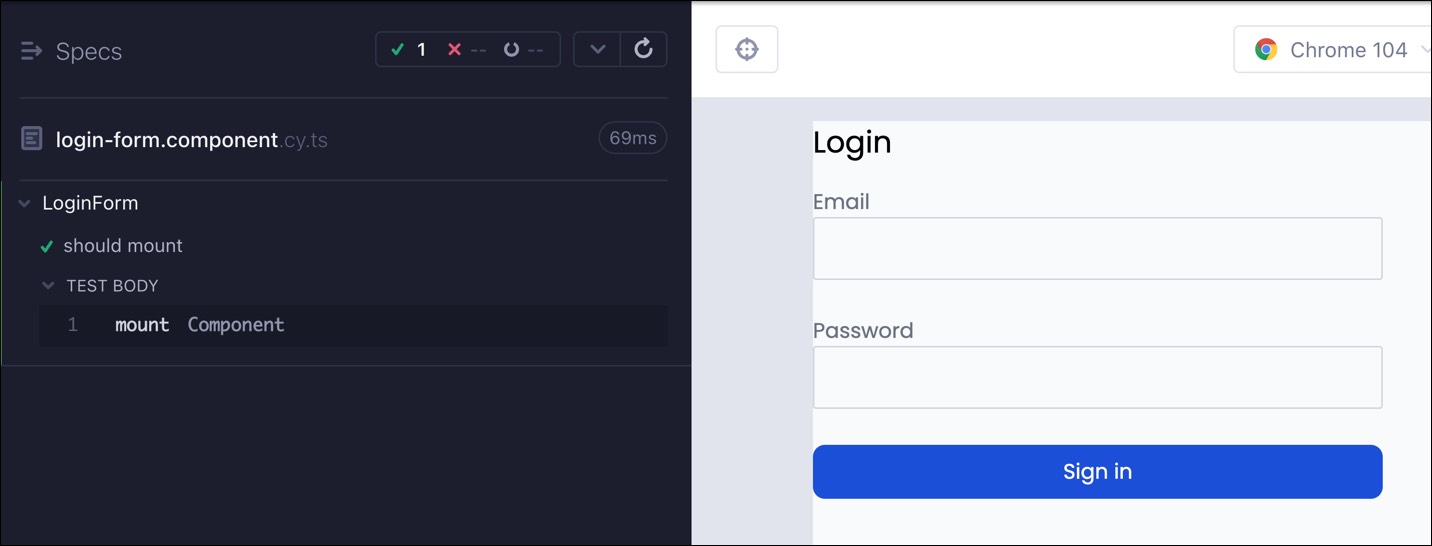 Specs
1 -- --
login-form.component.cy.ts
69ms
LoginForm
should mount
TEST BODY
1 mount Component
Chrome 104
Login
Email
Password
Sign in